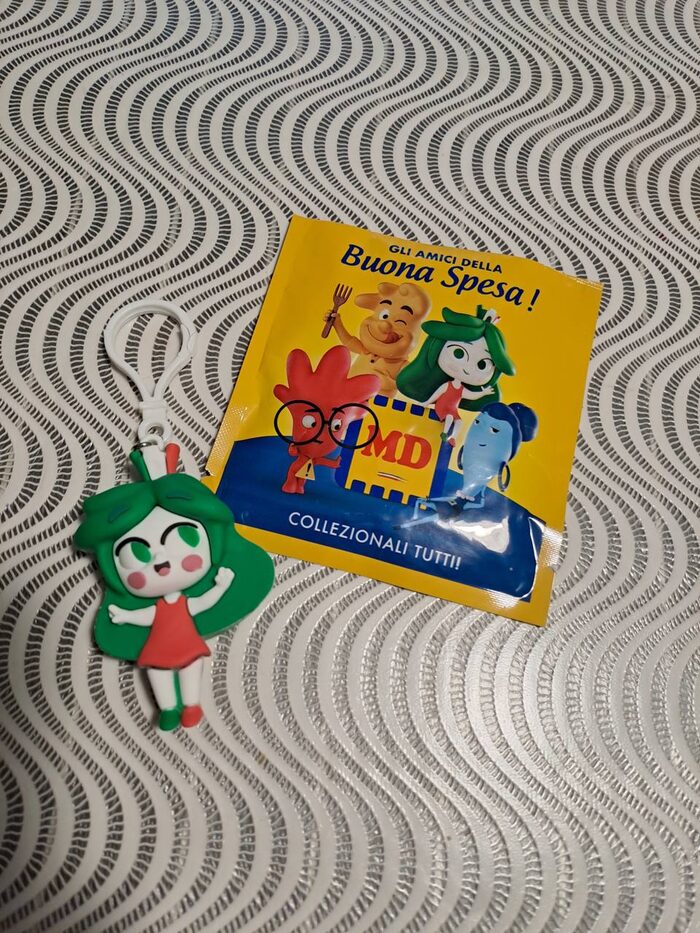 GLI AMICI DELLA
Buona Spesa!
MD
COLLEZIONALI TUTTI!